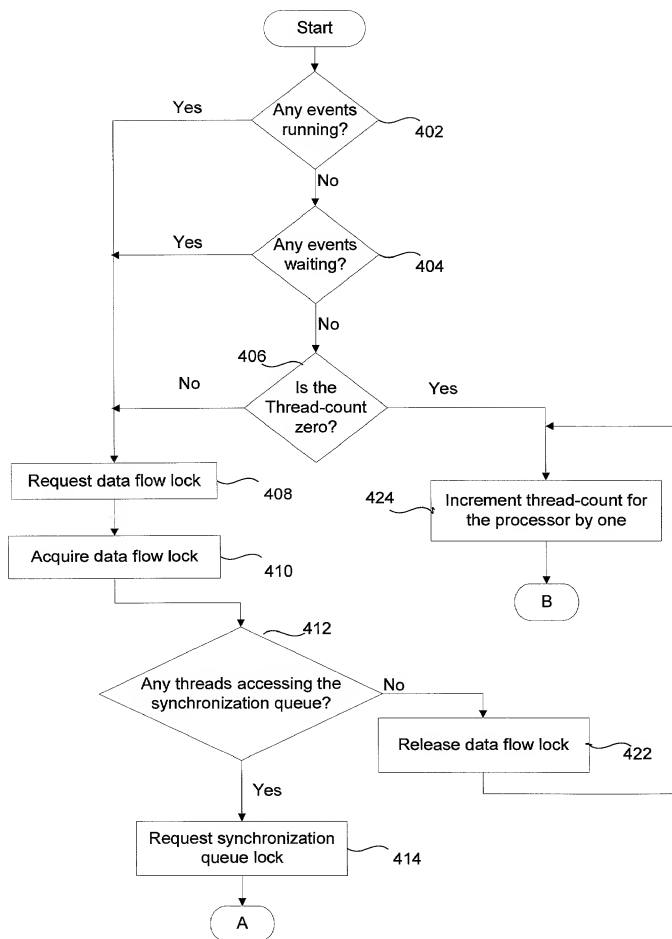 Start
Yes
Any events
running?
402
No
Yes
Any events
waiting?
404
No
406
No
Is the
Thread-count
zero?
Yes
Request data flow lock
408
424
Increment thread-count for
the processor by one
Acquire data flow lock
410
B
412
Any threads accessing the
synchronization queue?
No
Release data flow lock
422
Yes
Request synchronization
queue lock
414
A